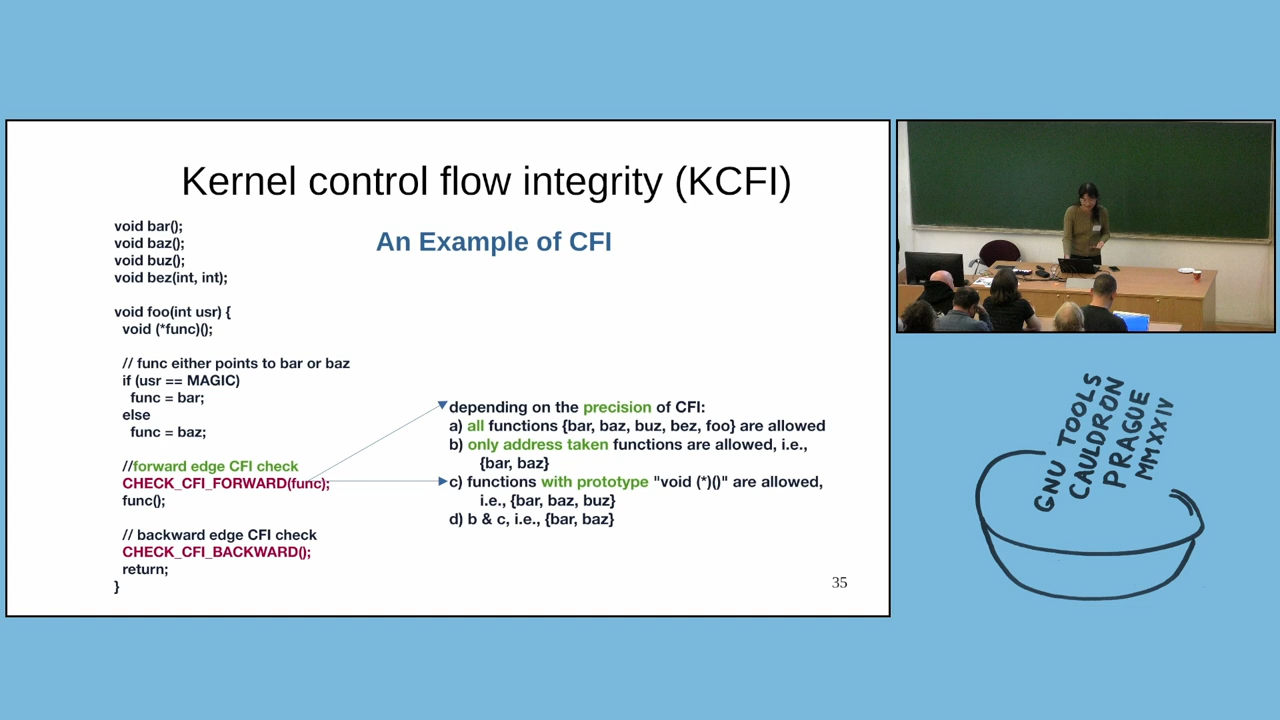 Kernel control flow integrity (KCFI)
An Example of CFI
void bar();
void baz();
void buz();
void bez(int, int);
void foo(int usr) {
void (*func)();
// func either points to bar or baz
if (usr == MAGIC)
func = bar;
else
func = baz;
//forward edge CFI check
CHECK_CFI_FORWARD(func);
func();
// backward edge CFI check
CHECK_CFI_BACKWARD();
return;
}
depending on the precision of CFI:
a) all functions {bar, baz, buz, bez, foo} are allowed
b) only address taken functions are allowed, i.e.,
{bar, baz}
c) functions with prototype "void (*)()" are allowed,
i.e., {bar, baz, buz}
d) b & c, i.e., {bar, baz}
35
GNU TOOLS
CAULDRON
PRAGUE
MMXXIV